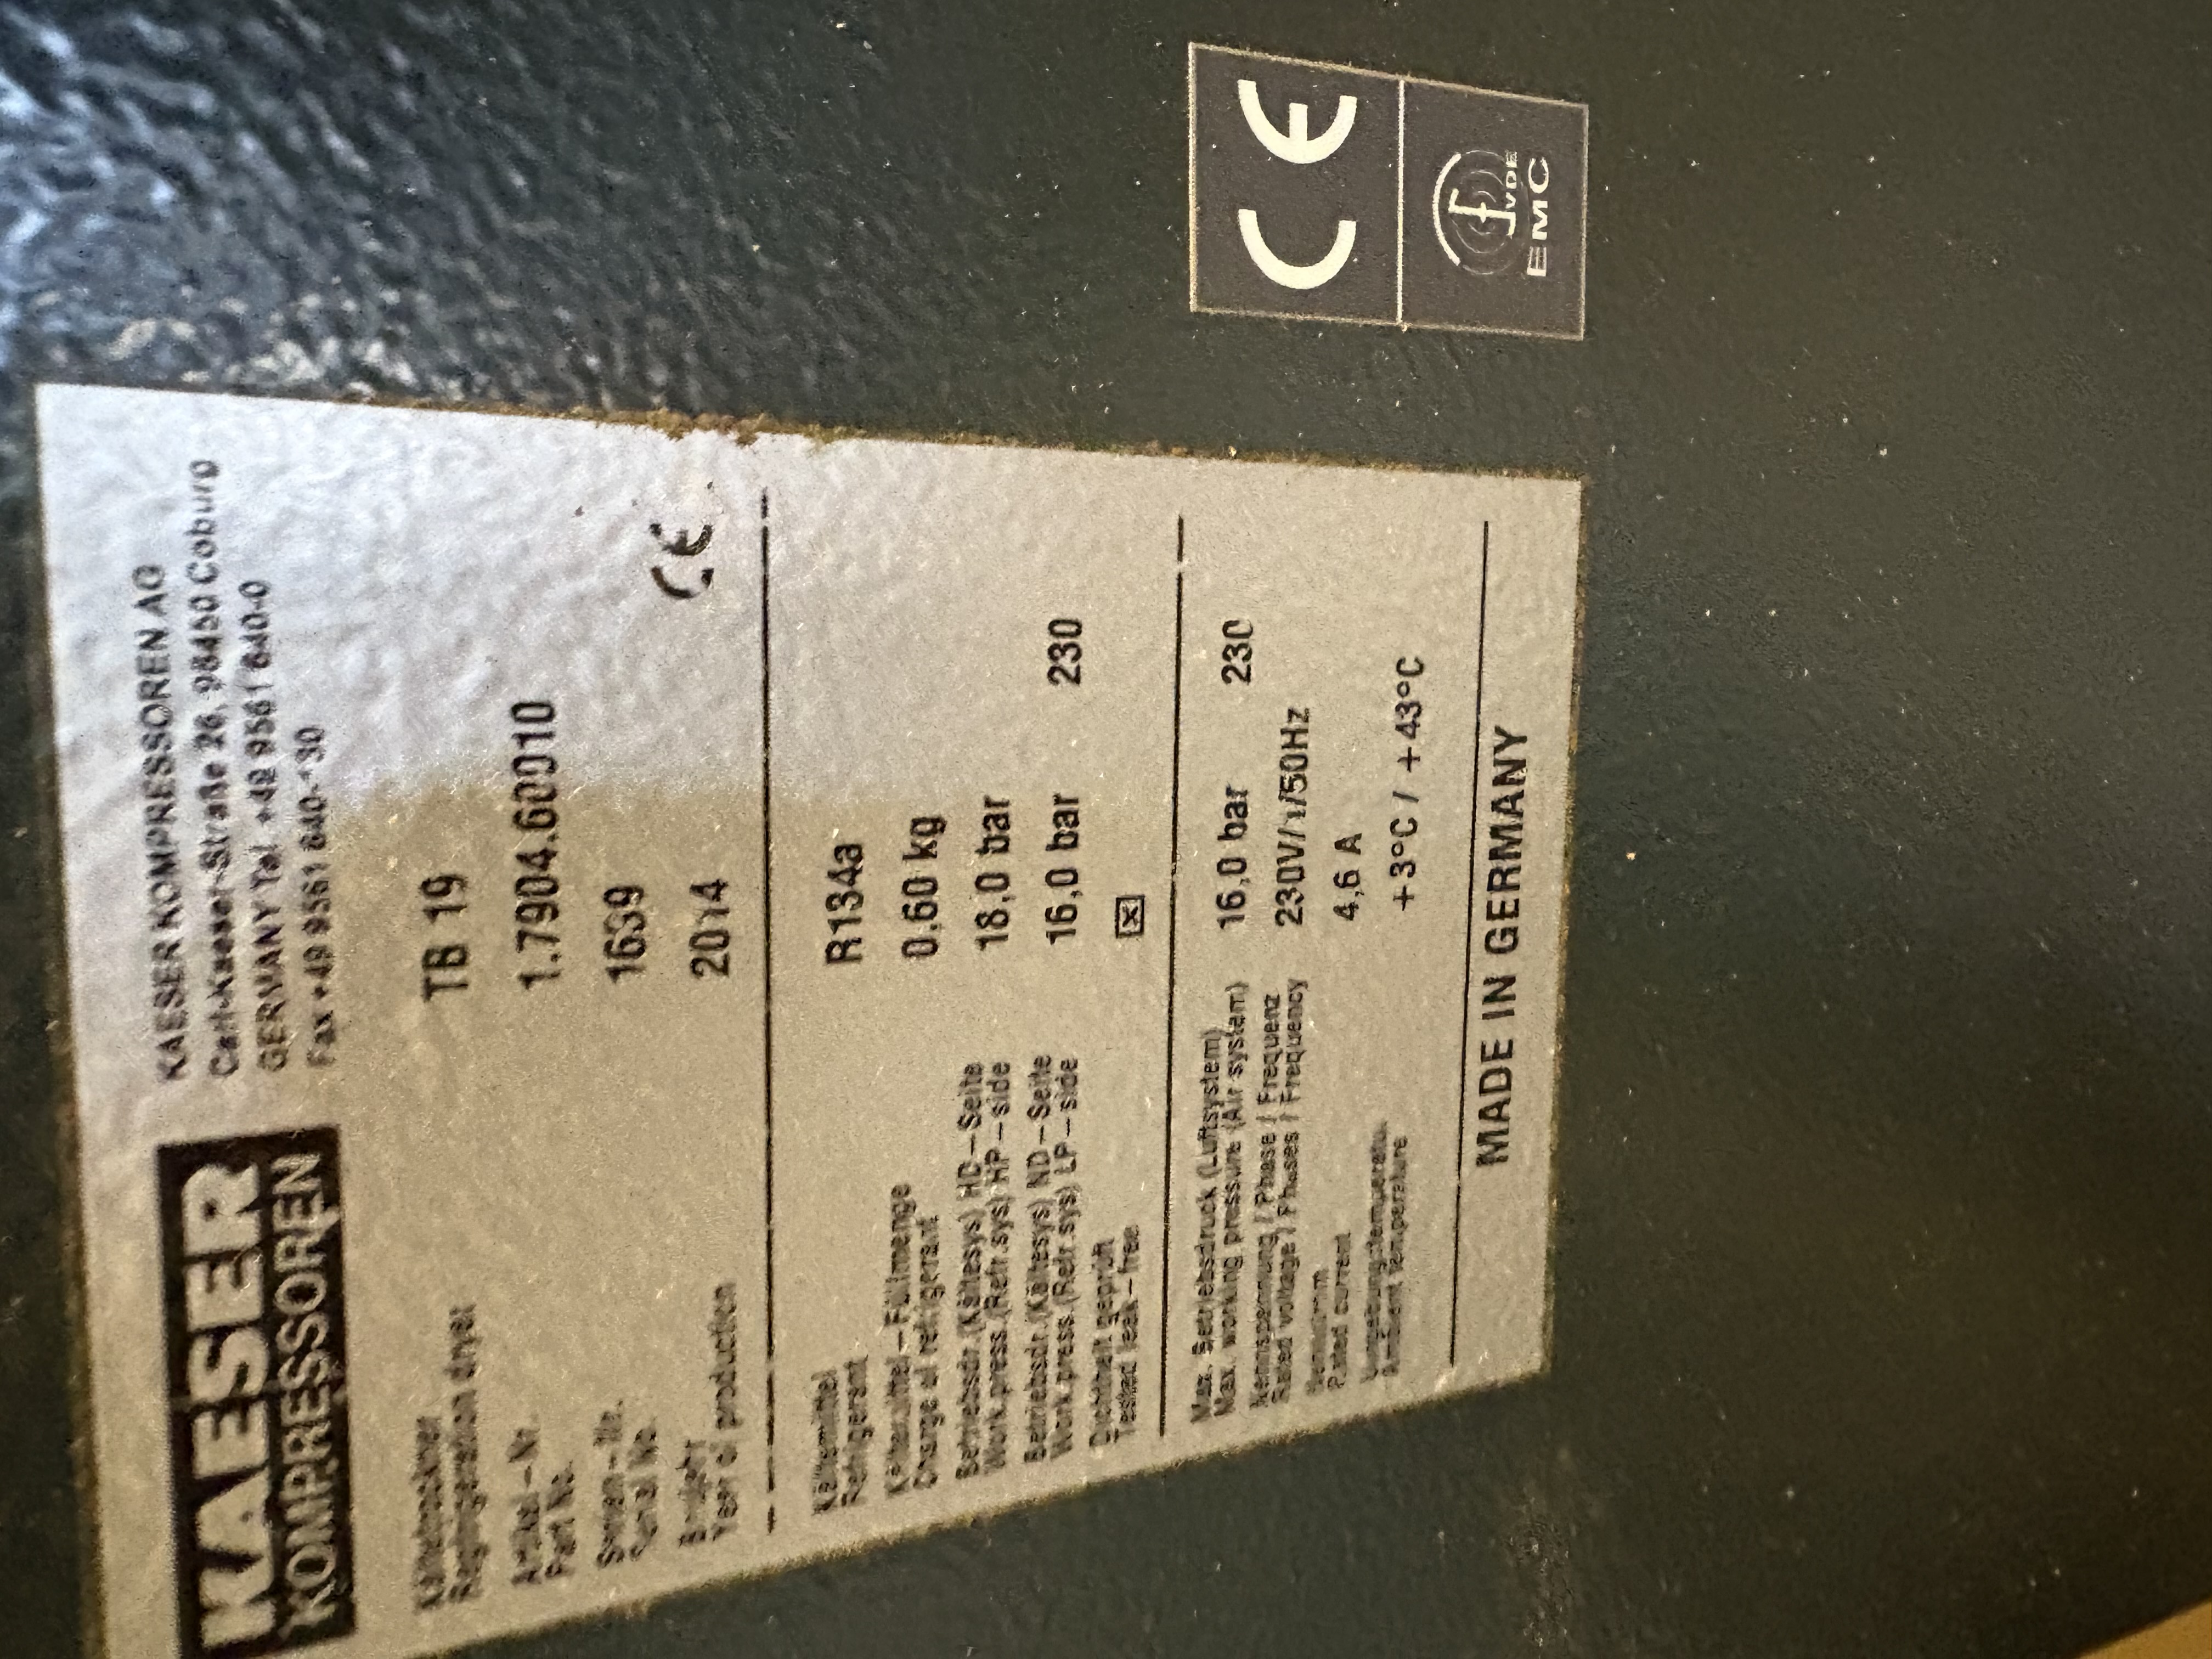 KAESER
KOMPRESSOREN
KAESER KOMPRESSOREN AG
Carl-Kaeser-Straße 26, 96450 Coburg
GERMANY Tel. +49 9561 640-0
Fax +49 9561 640-130
Kältetrockner
Refrigeration dryer
TB 19
Artikel-Nr.
Part No.
1.7904.60010
Serien-Nr.
Serial No.
1639
Baujahr
Year of production
2014
CE
Kältemittel
Refrigerant
R134a
Kältemittel-Füllmenge
Charge of refrigerant
0.60 kg
Betriebsdr.(Kältesys) HD-Seite
Work.press.(Refr.sys) HP-side
18,0 bar
Betriebsdr.(Kältesys) ND-Seite
Work.press.(Refr.sys) LP-side
16,0 bar 230
Dichtheit geprüft
Tested leak-free
x
Max. Betriebsdruck (Luftsystem)
Max. working pressure (Air system)
16,0 bar 230
Nennspannung / Phase / Frequenz
Rated voltage / Phases / Frequency
230V/1/50Hz
Nennstrom
Rated current
4,6 A
Umgebungstemperatur
Ambient Temperature
+3°C / +43°C
MADE IN GERMANY
CE
VDE
EMC